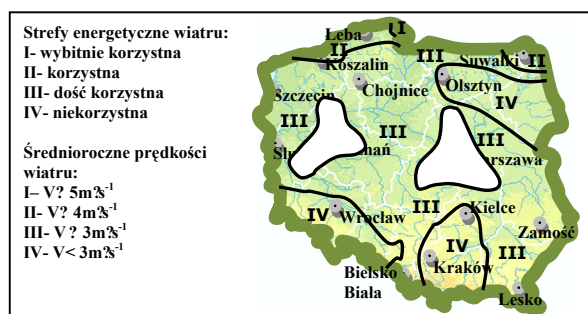 Strefy energetyczne wiatru:
I- wybitnie korzystna
II- korzystna
III- dość korzystna
IV- niekorzystna
Średnioroczne prędkości
wiatru:
I– V? 5m?s⁻¹
II- V? 4m?s⁻¹
III- V ? 3m?s⁻¹
IV- V< 3m?s⁻¹
Łeba
I
II
III
Suwałki
II
Koszalin
Olsztyn
Chojnice
Szczecin
IV
III
III
III
IV
Wrocław
III
Kielce
Zamość
IV
III
Kraków
Bielsko
Biała
Lesko